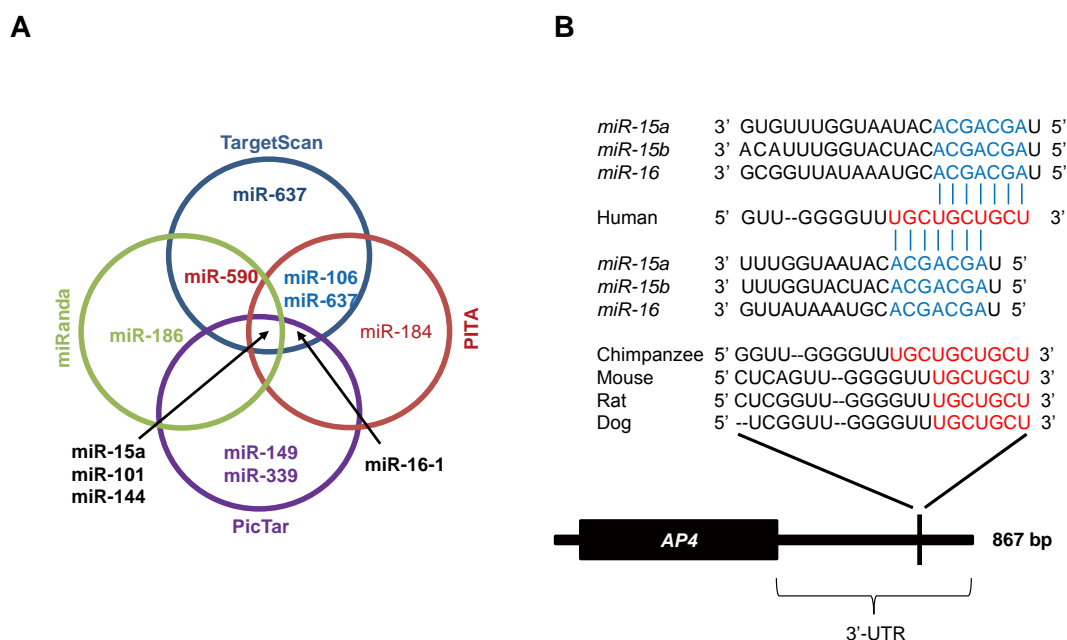 A
TargetScan
miR-637
miR-590
miR-106
miR-637
miRanda
miR-186
miR-184
PITA
miR-15a
miR-101
miR-144
miR-149
miR-339
miR-16-1
PicTar
B
miR-15a 3’ GUGUUUGGUAAUACACGACGAU 5’
miR-15b 3’ ACAUUUGGUACUACACGACGAU 5’
miR-16 3’ GCGGUUAUAAAUGCACGACGAU 5’
Human 5’ GUU--GGGGUUUGCUGCUGCU 3’
miR-15a 3’ UUUGGUAAUACACGACGAU 5’
miR-15b 3’ UUUGGUACUACACGACGAU 5’
miR-16 3’ GUUAUAAAUGCACGACGAU 5’
Chimpanzee 5’ GGUU--GGGGUUUGCUGCUGCU 3’
Mouse 5’ CUCAGUU--GGGGUUUGCUGCU 3’
Rat 5’ CUCGGUU--GGGGUUUGCUGCU 3’
Dog 5’ --UCGGUU--GGGGUUUGCUGCU 3’
AP4
867 bp
3’-UTR